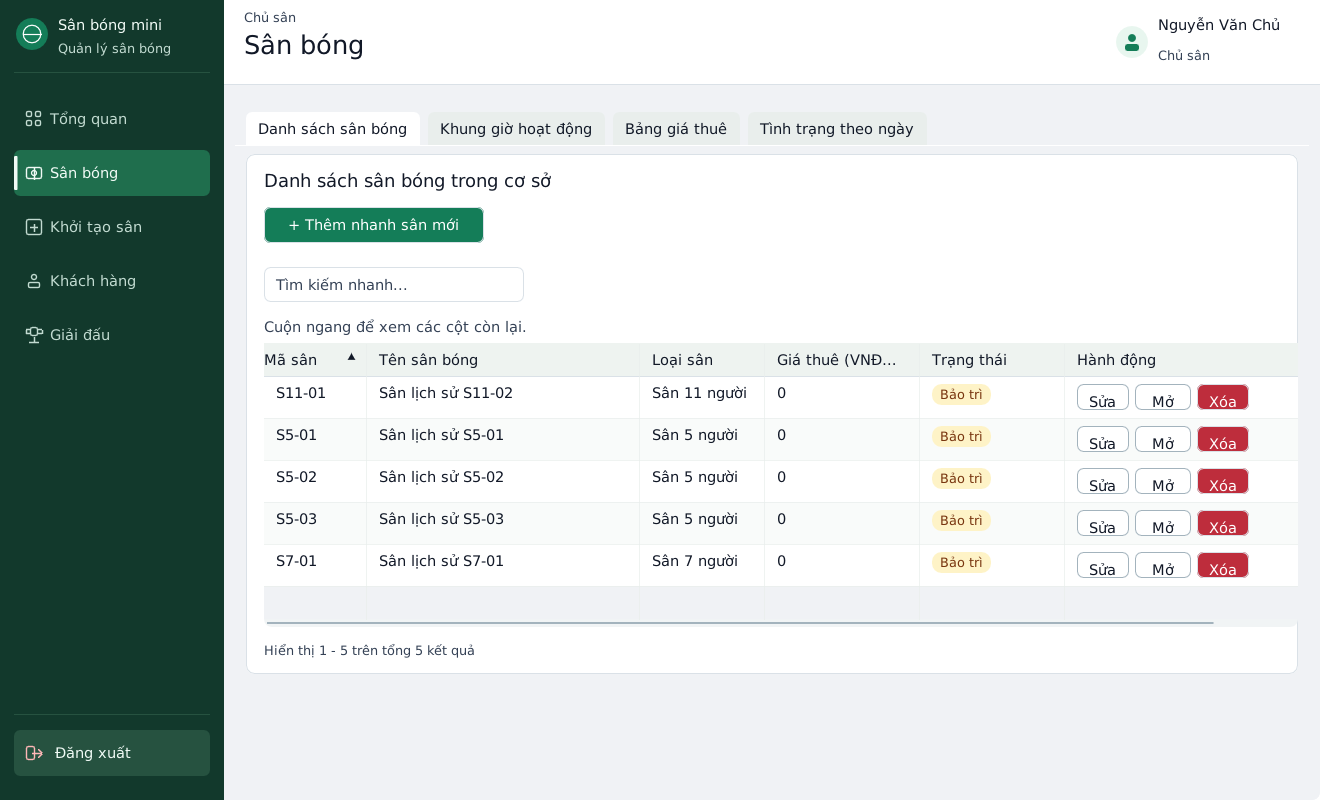 Sân bóng mini
Quản lý sân bóng
Tổng quan
Sân bóng
Khởi tạo sân
Khách hàng
Giải đấu
Đăng xuất
Chủ sân
Sân bóng
Nguyễn Văn Chủ
Chủ sân
Danh sách sân bóng Khung giờ hoạt động Bảng giá thuê Tình trạng theo ngày
Danh sách sân bóng trong cơ sở
+ Thêm nhanh sân mới
Tìm kiếm nhanh...
Cuộn ngang để xem các cột còn lại.
Mã sân ▲ Tên sân bóng Loại sân Giá thuê (VNĐ... Trạng thái Hành động
S11-01 Sân lịch sử S11-02 Sân 11 người 0 Bảo trì Sửa Mở Xóa
S5-01 Sân lịch sử S5-01 Sân 5 người 0 Bảo trì Sửa Mở Xóa
S5-02 Sân lịch sử S5-02 Sân 5 người 0 Bảo trì Sửa Mở Xóa
S5-03 Sân lịch sử S5-03 Sân 5 người 0 Bảo trì Sửa Mở Xóa
S7-01 Sân lịch sử S7-01 Sân 7 người 0 Bảo trì Sửa Mở Xóa
Hiển thị 1 - 5 trên tổng 5 kết quả